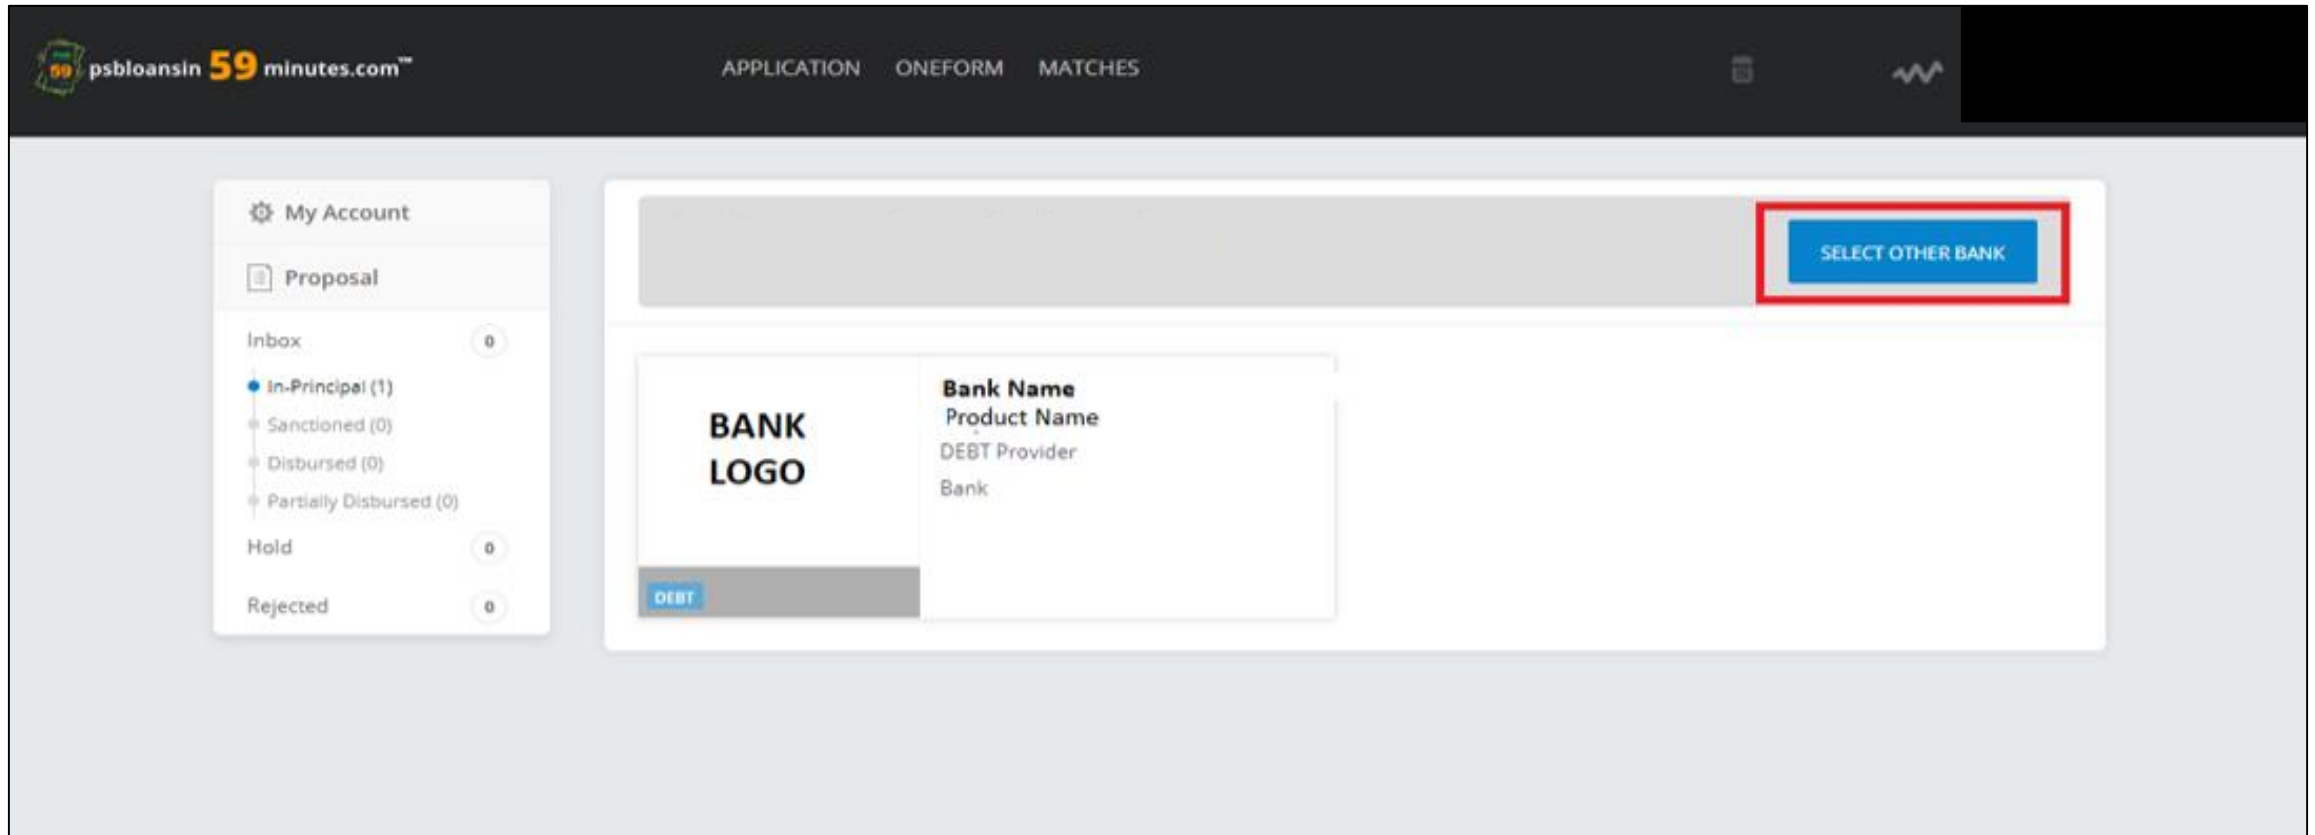 psbloansin 59 minutes.com™
APPLICATION ONEFORM MATCHES
My Account
Proposal
Inbox 0
In-Principal (1)
Sanctioned (0)
Disbursed (0)
Partially Disbursed (0)
Hold 0
Rejected 0
SELECT OTHER BANK
BANK
LOGO
DEBT
Bank Name
Product Name
DEBT Provider
Bank